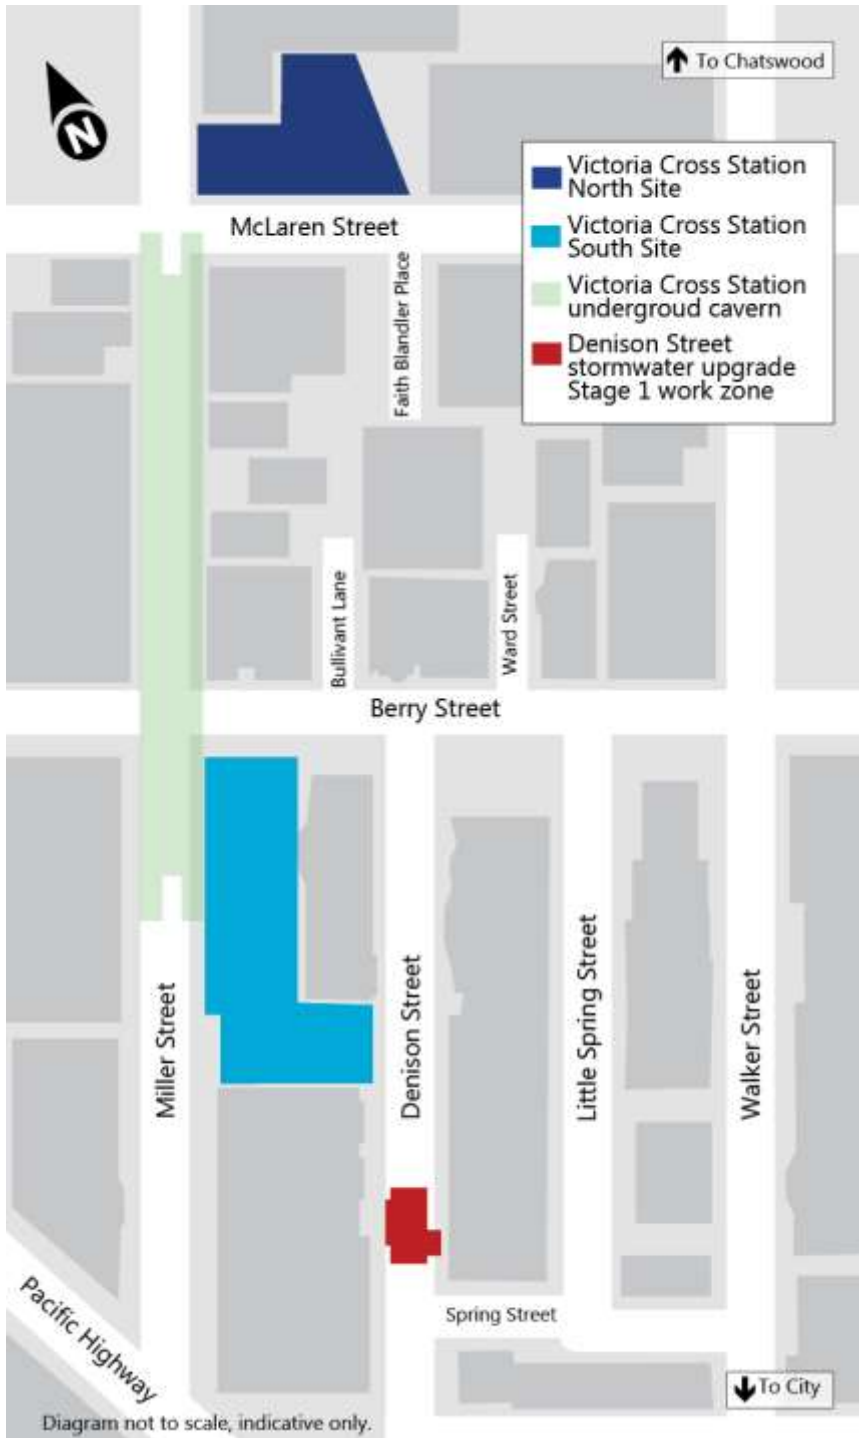 To Chatswood
N
Victoria Cross Station
North Site
Victoria Cross Station
South Site
Victoria Cross Station
undergroud cavern
Denison Street
stormwater upgrade
Stage 1 work zone
McLaren Street
Faith Blandler Place
Bullivant Lane
Ward Street
Berry Street
Miller Street
Denison Street
Little Spring Street
Walker Street
Pacific Highway
Spring Street
To City
Diagram not to scale, indicative only.